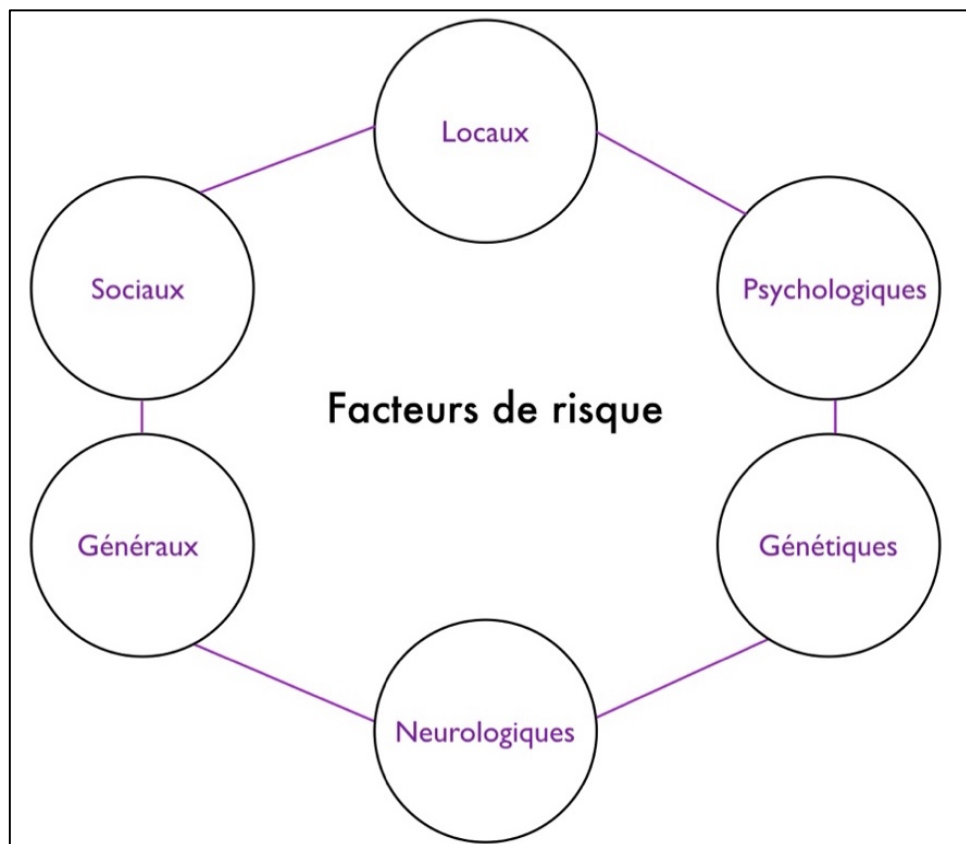 Locaux
Sociaux
Psychologiques
Facteurs de risque
Généraux
Génétiques
Neurologiques